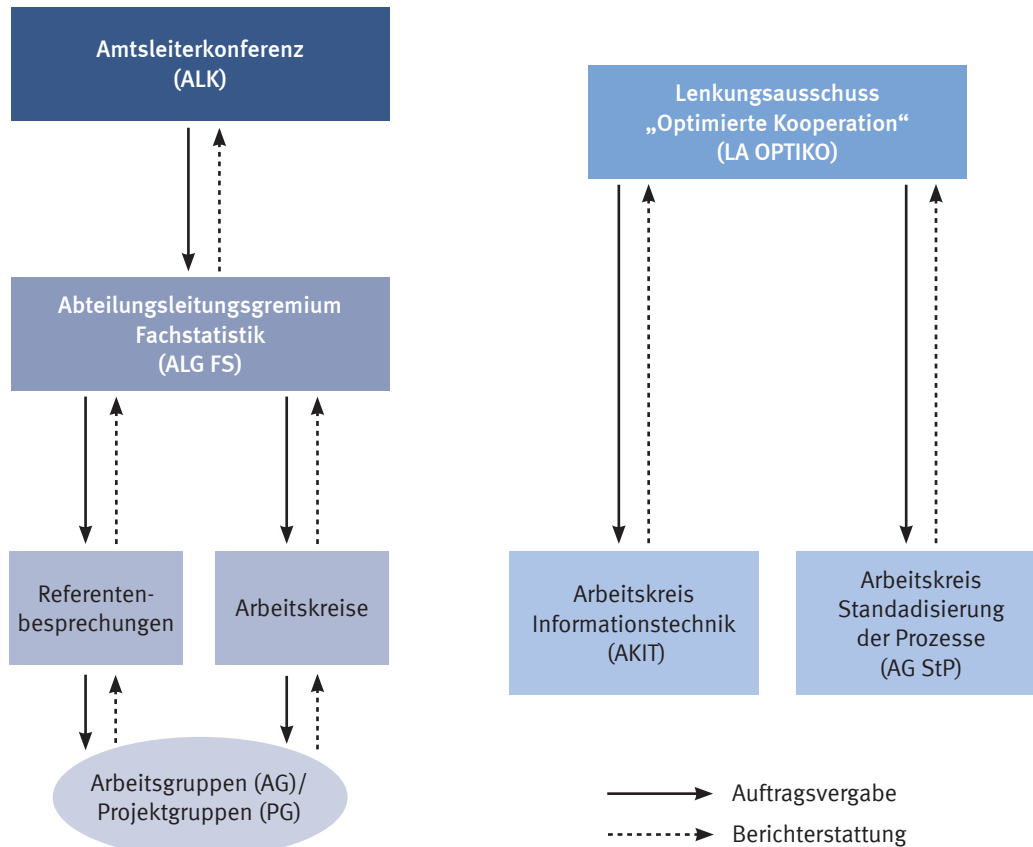 Amtsleiterkonferenz
(ALK)
Abteilungsleitungsgremium
Fachstatistik
(ALG FS)
Referenten-
besprechungen
Arbeitskreise
Arbeitsgruppen (AG)/
Projektgruppen (PG)
Lenkungsausschuss
„Optimierte Kooperation“
(LA OPTIKO)
Arbeitskreis
Informationstechnik
(AKIT)
Arbeitskreis
Standadisierung
der Prozesse
(AG StP)
Auftragsvergabe
Berichterstattung